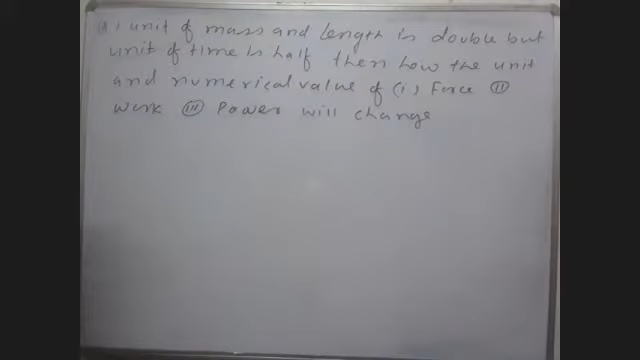 Q) unit of mass and length is double but
unit of time is half then how the unit
and numerical value of (i) Force (ii)
Work (iii) Power will change